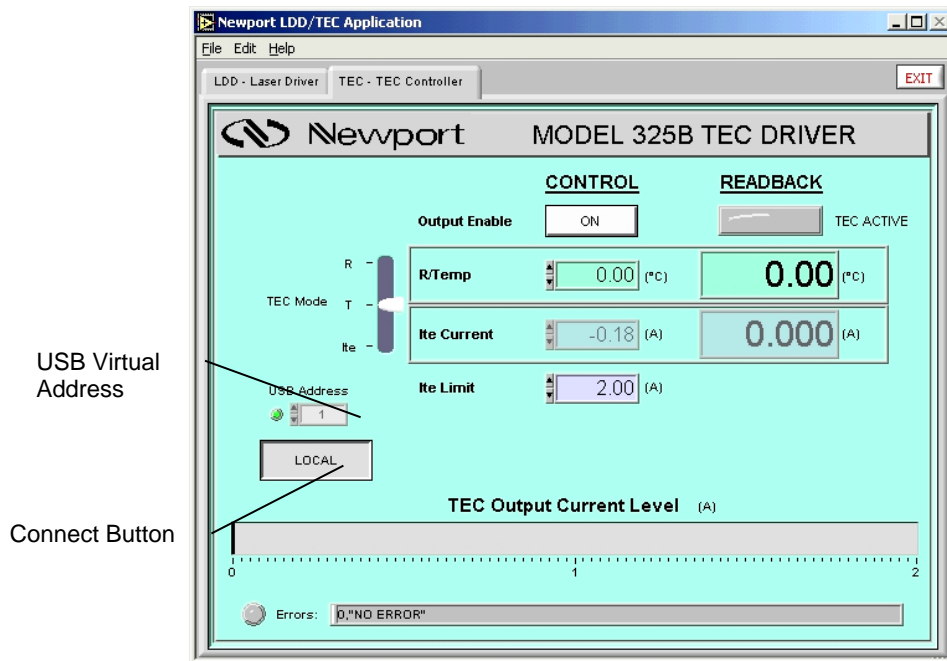 Newport LDD/TEC Application
File Edit Help
LDD - Laser Driver TEC - TEC Controller EXIT
Newport MODEL 325B TEC DRIVER
CONTROL READBACK
Output Enable ON TEC ACTIVE
R
TEC Mode T
Ite
R/Temp 0.00 (°C) 0.00 (°C)
Ite Current -0.18 (A) 0.000 (A)
Ite Limit 2.00 (A)
USB Virtual
Address
USB Address
1
LOCAL
Connect Button
TEC Output Current Level (A)
0 1 2
Errors: 0,"NO ERROR"